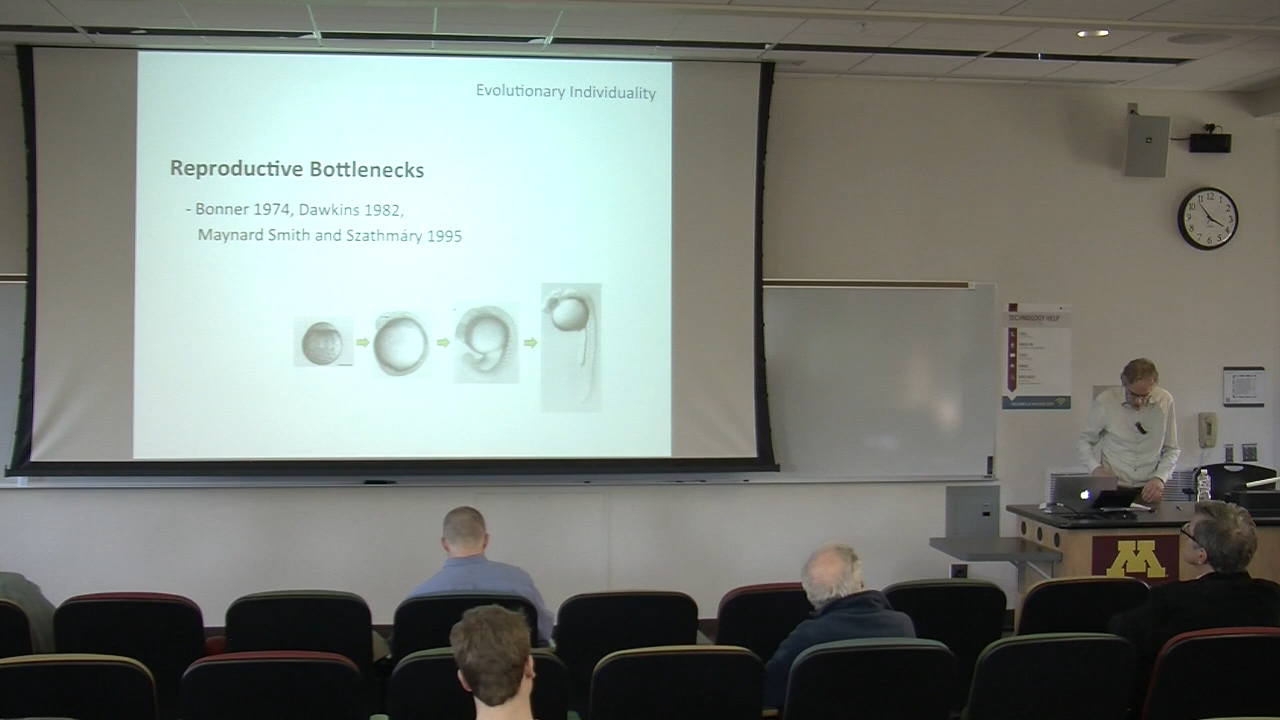 Evolutionary Individuality
Reproductive Bottlenecks
- Bonner 1974, Dawkins 1982,
Maynard Smith and Szathmáry 1995
TECHNOLOGY HELP
M